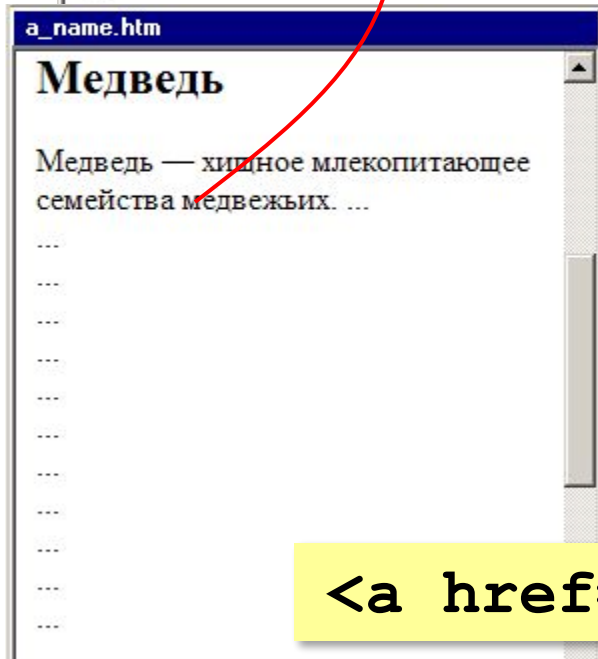 a_name.htm
Медведь
Медведь — хищное млекопитающее
семейства медвежьих. ...
...
...
...
...
...
...
...
...
...
...
...
<a href=